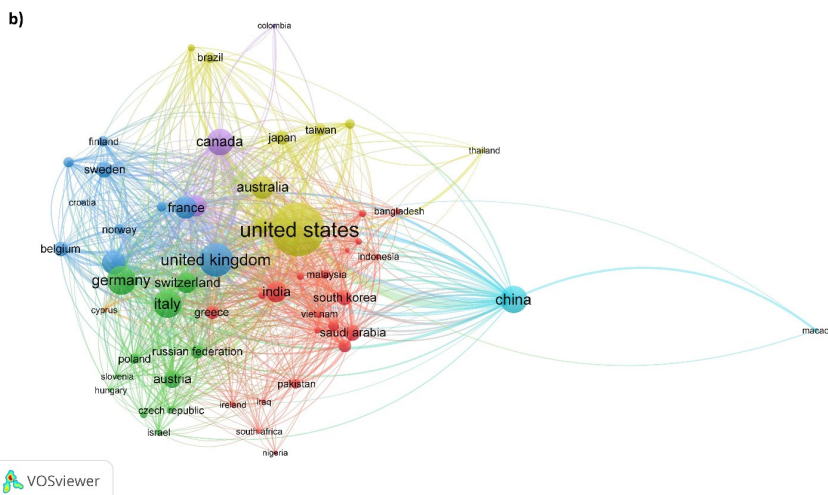 b)
colombia
brazil
taiwan
japan
canada
finland
thailand
sweden
australia
croatia
france
bangladesh
norway
united states
belgium
indonesia
united kingdom
malaysia
germany
switzerland
india
south korea
china
italy
cyprus
greece
vietnam
saudi arabia
macao
russian federation
poland
slovenia
austria
pakistan
hungary
iraq
ireland
czech republic
israel
south africa
nigeria
VOSviewer